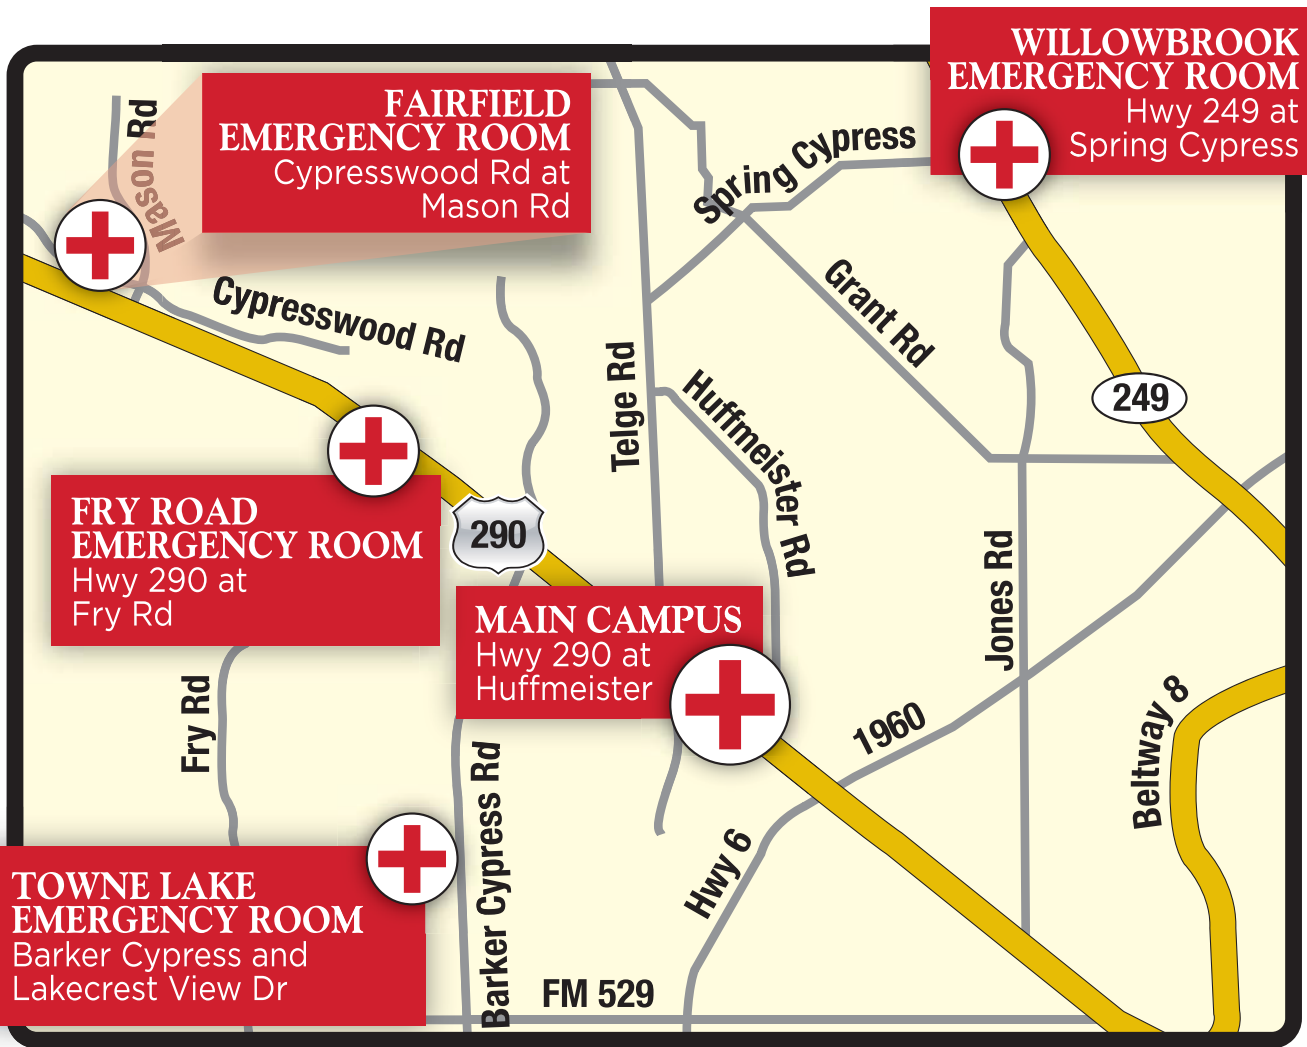 WILLOWBROOK
EMERGENCY ROOM
Hwy 249 at
Spring Cypress
FAIRFIELD
EMERGENCY ROOM
Cypresswood Rd at
Mason Rd
Mason Rd
Spring Cypress
Cypresswood Rd
Grant Rd
Telge Rd
Huffmeister Rd
249
FRY ROAD
EMERGENCY ROOM
Hwy 290 at
Fry Rd
290
MAIN CAMPUS
Hwy 290 at
Huffmeister
Jones Rd
Fry Rd
1960
Beltway 8
Barker Cypress Rd
Hwy 6
TOWNE LAKE
EMERGENCY ROOM
Barker Cypress and
Lakecrest View Dr
FM 529